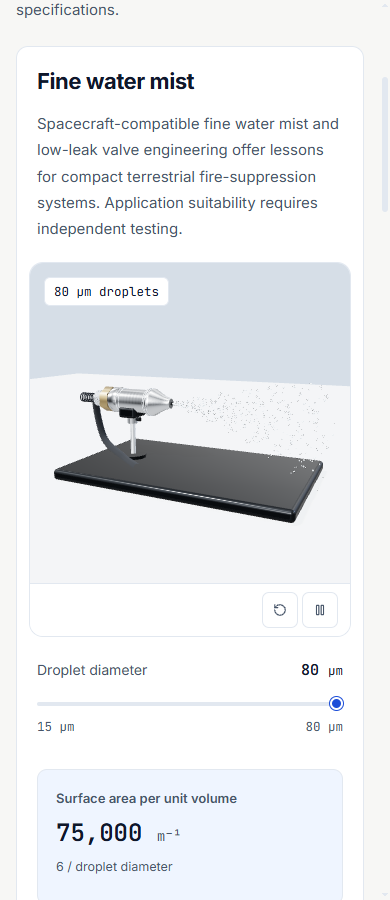 specifications.
Fine water mist
Spacecraft-compatible fine water mist and
low-leak valve engineering offer lessons
for compact terrestrial fire-suppression
systems. Application suitability requires
independent testing.
80 µm droplets
Droplet diameter 80 µm
15 µm 80 µm
Surface area per unit volume
75,000 m⁻¹
6 / droplet diameter